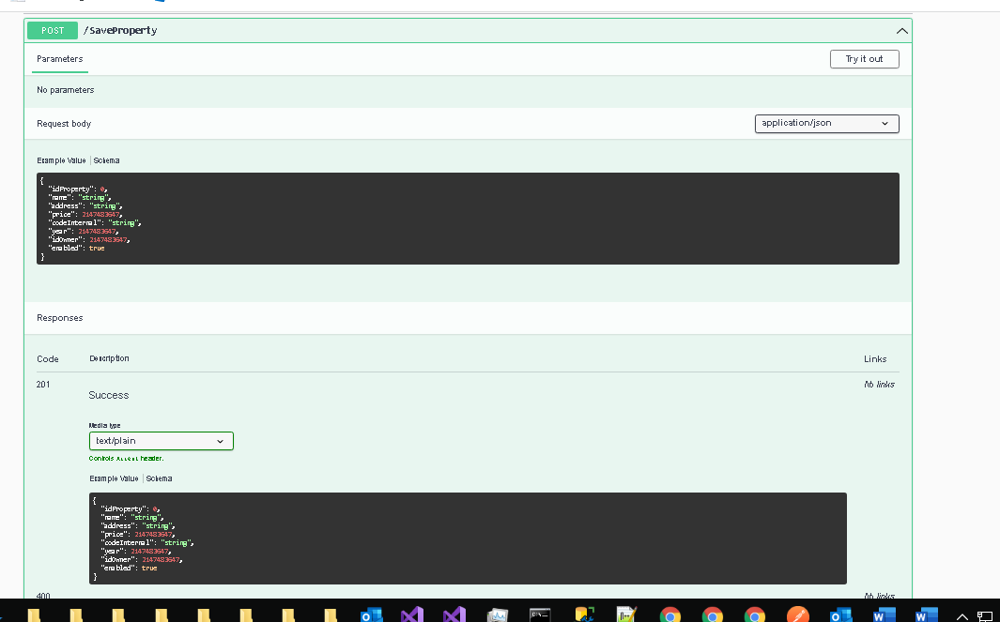 POST /SaveProperty
Parameters
Try it out
No parameters
Request body
application/json
Example Value | Schema
{
"idProperty": 0,
"name": "string",
"address": "string",
"price": 2147483647,
"codeInternal": "string",
"year": 2147483647,
"idOwner": 2147483647,
"enabled": true
}
Responses
Code Description Links
201 No links
Success
Media type
text/plain
Controls Accept header.
Example Value | Schema
{
"idProperty": 0,
"name": "string",
"address": "string",
"price": 2147483647,
"codeInternal": "string",
"year": 2147483647,
"idOwner": 2147483647,
"enabled": true
}
400 No links